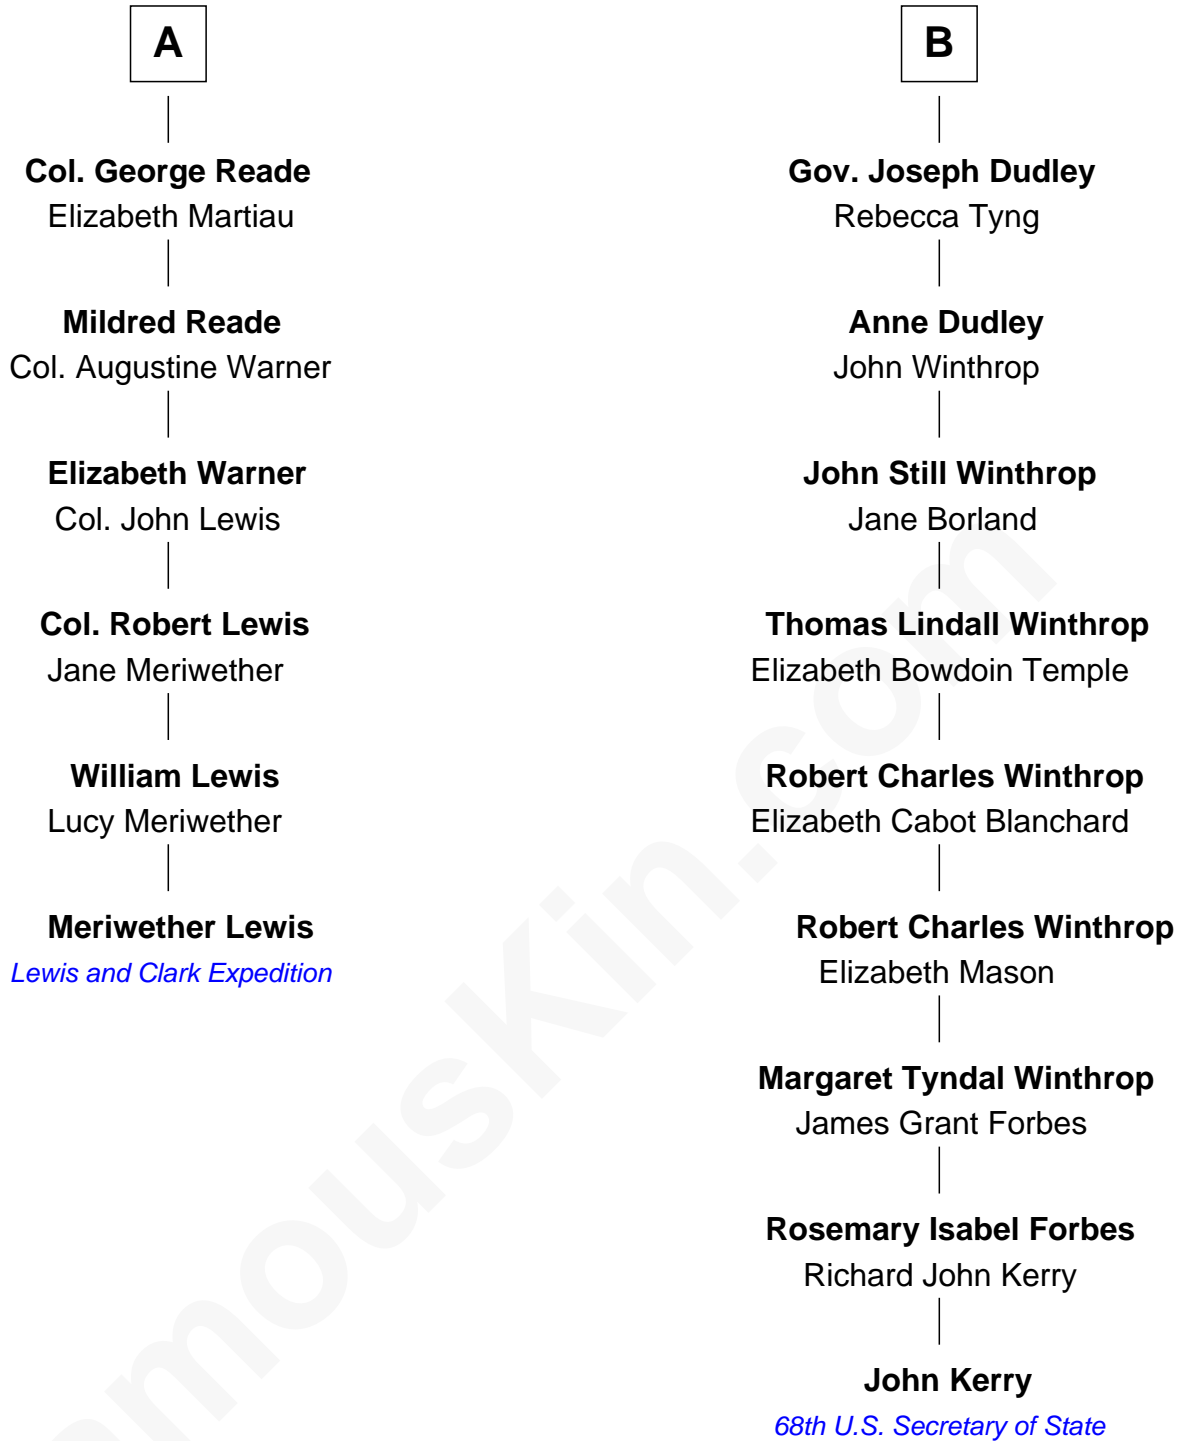 A
Col. George Reade
Elizabeth Martiau
Mildred Reade
Col. Augustine Warner
Elizabeth Warner
Col. John Lewis
Col. Robert Lewis
Jane Meriwether
William Lewis
Lucy Meriwether
Meriwether Lewis
Lewis and Clark Expedition
B
Gov. Joseph Dudley
Rebecca Tyng
Anne Dudley
John Winthrop
John Still Winthrop
Jane Borland
Thomas Lindall Winthrop
Elizabeth Bowdoin Temple
Robert Charles Winthrop
Elizabeth Cabot Blanchard
Robert Charles Winthrop
Elizabeth Mason
Margaret Tyndal Winthrop
James Grant Forbes
Rosemary Isabel Forbes
Richard John Kerry
John Kerry
68th U.S. Secretary of State
amousKin.com